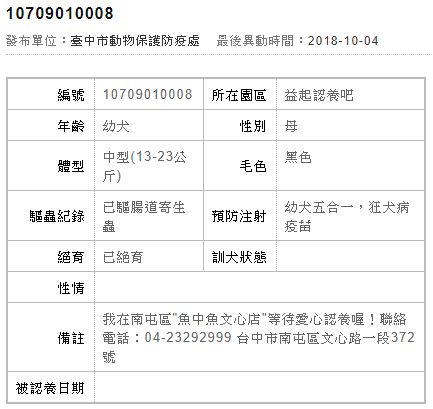 10709010008
發布單位：臺中市動物保護防疫處 最後異動時間：2018-10-04
編號 10709010008 所在園區 益起認養吧
年齡 幼犬 性別 母
體型 中型(13-23公斤) 毛色 黑色
驅蟲紀錄 已驅腸道寄生蟲 預防注射 幼犬五合一，狂犬病疫苗
絕育 已絕育 訓犬狀態
性情
備註 我在南屯區"魚中魚文心店"等待愛心認養喔！聯絡
電話：04-23292999 台中市南屯區文心路一段372
號
被認養日期